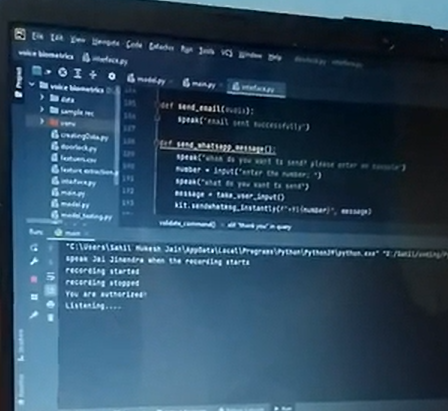 File Edit View Navigate Code Refactor Run Tools VCS Window Help
voice biometrics interface.py
model.py main.py interface.py
Project
voice biometrics
data
sample.rec
venv
creatingData.py
doorlock.py
features.csv
feature extraction.p
interface.py
main.py
model.py
model_testing.py
def send_email(
speak("email sent successfully")
def send_whatsapp_message():
speak("whom do you want to send? please enter on console")
number = input("enter the number: ")
speak("what do you want to send")
message = take_user_input()
kit.sendwhatmsg_instantly(f"+91{number}", message)
validate_command() elif "thank you" in query
Run: main
"C:\Users\Sahil Mukesh Jain\AppData\Local\Programs\Python\Python39\python.exe"
speak Jai Jinendra when the recording starts
recording started
recording stopped
You are authorized!
Listening....